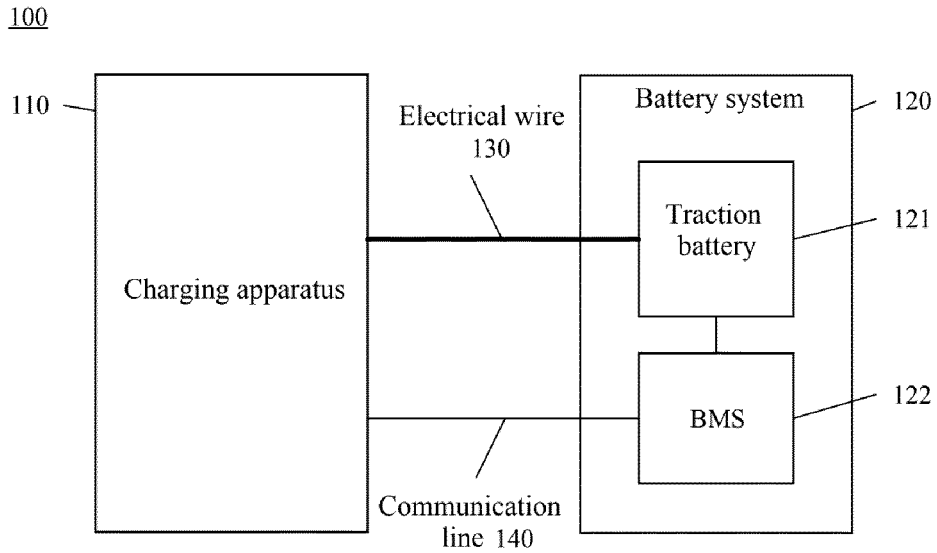 100
110
Charging apparatus
Electrical wire
130
Communication
line 140
Battery system
120
Traction
battery
121
BMS
122